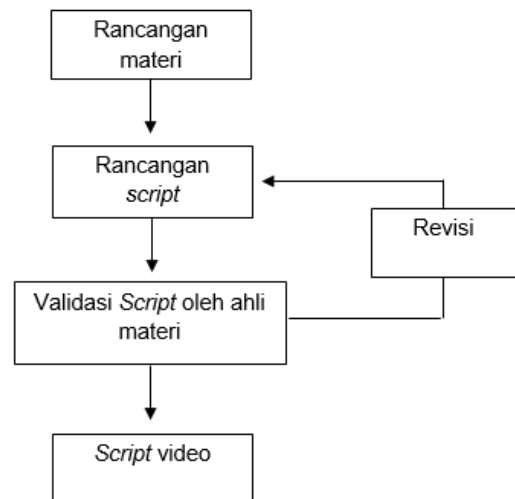 Rancangan
materi
Rancangan
script
Revisi
Validasi Script oleh ahli
materi
Script video